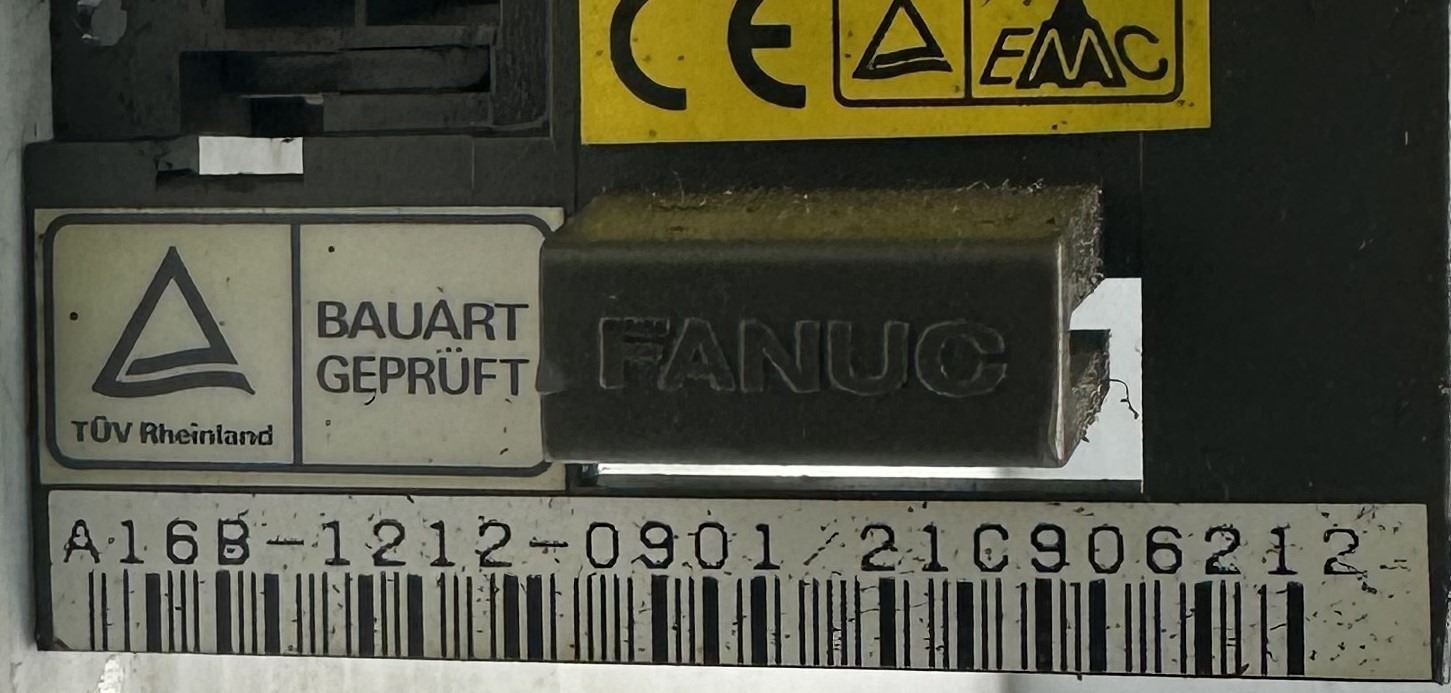 CE
EMC
BAUART
GEPRÜFT
TÜV Rheinland
FANUC
A16B-1212-0901/21C906212